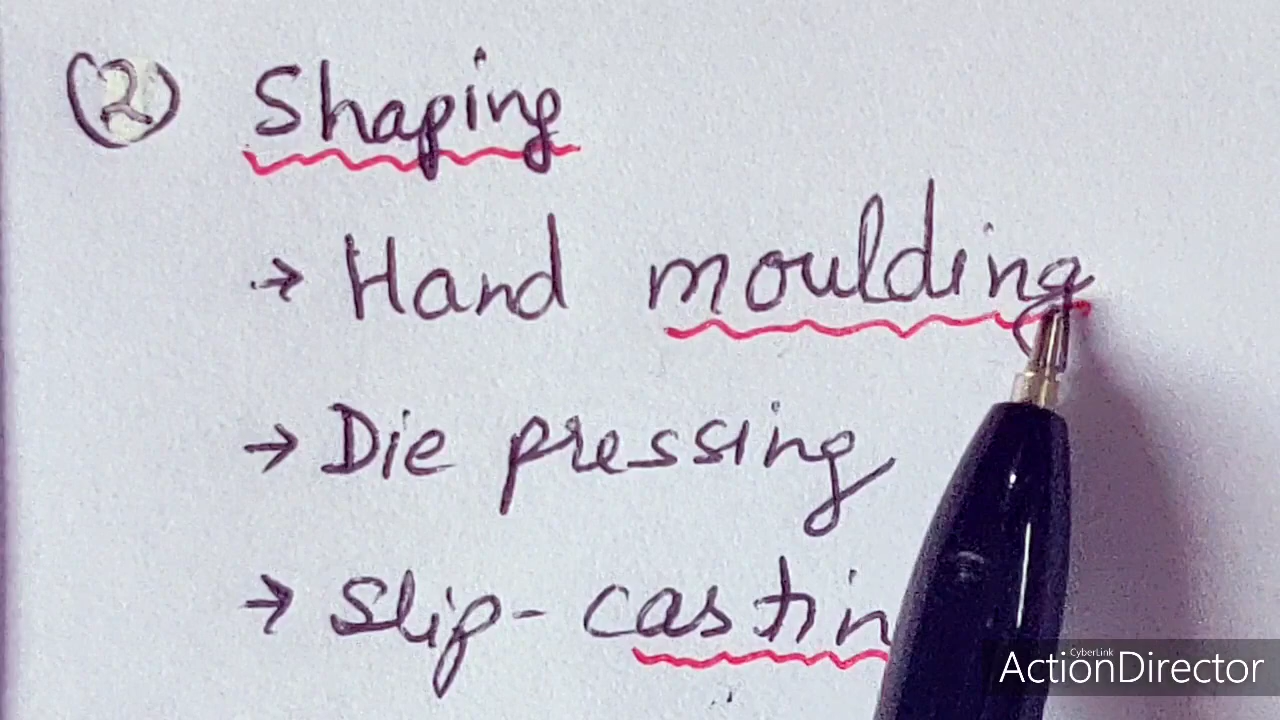 (2) Shaping
→ Hand moulding
→ Die pressing
→ Slip-castin
CyberLink
ActionDirector